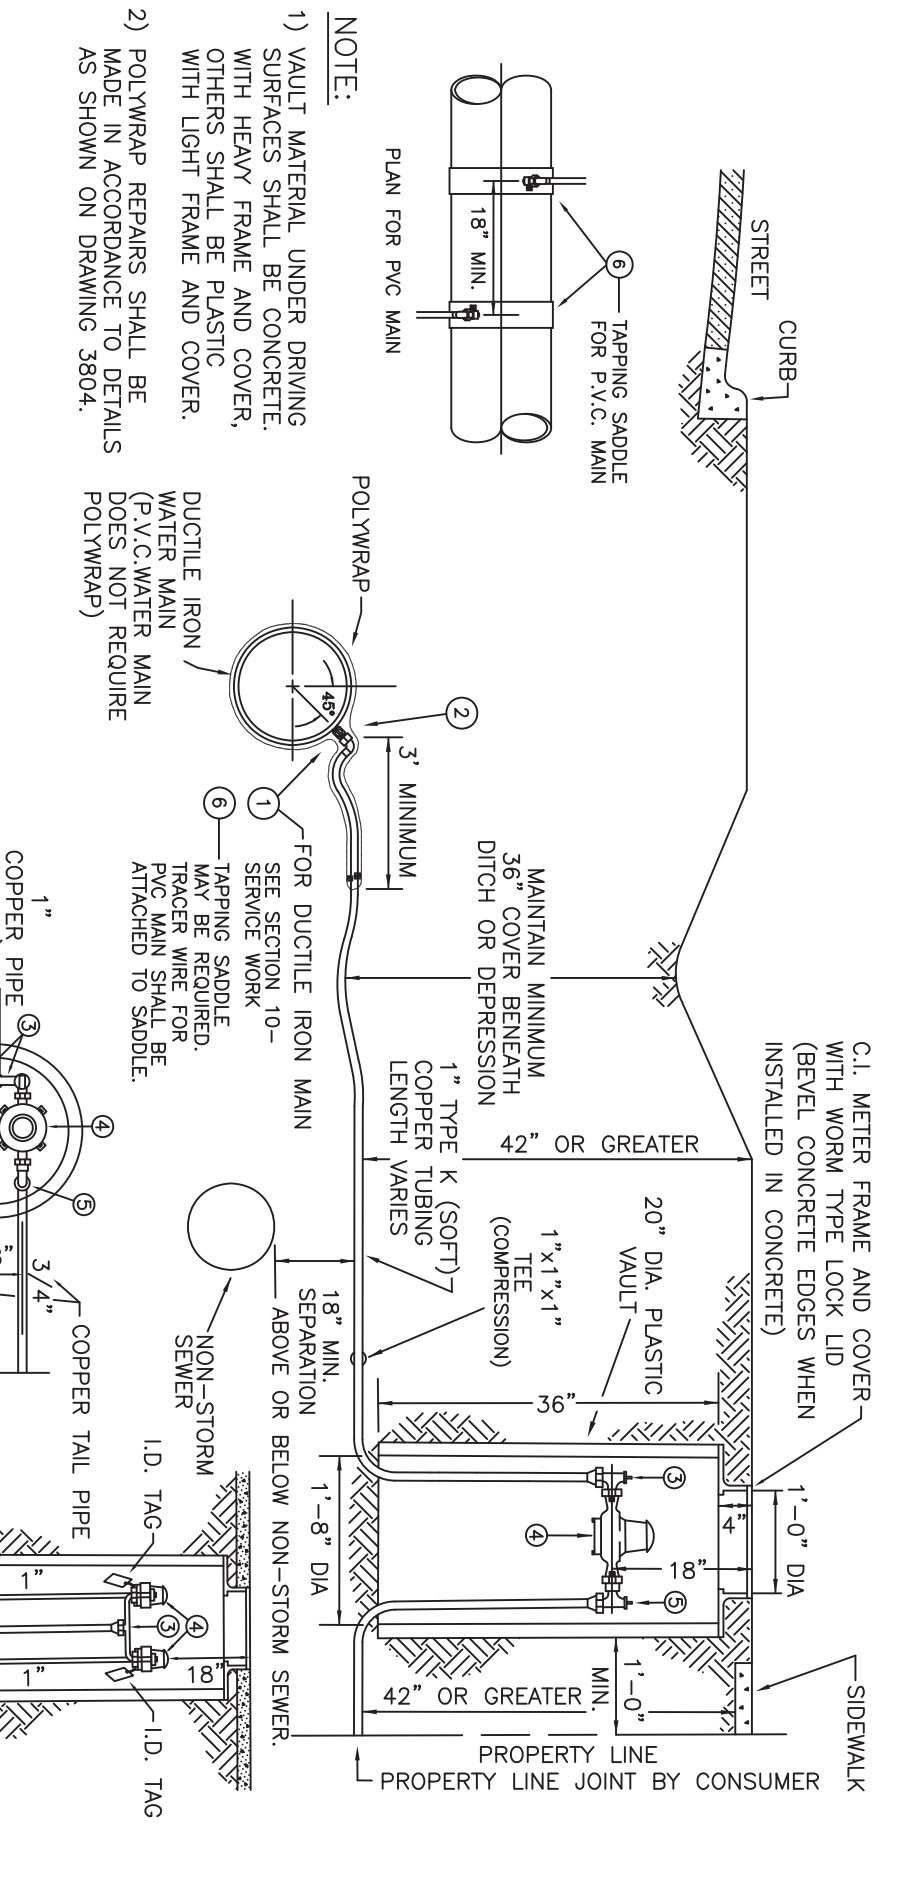 STREET
CURB
6
TAPPING SADDLE
FOR P.V.C. MAIN
18" MIN.
PLAN FOR PVC MAIN
NOTE:
1) VAULT MATERIAL UNDER DRIVING
SURFACES SHALL BE CONCRETE.
WITH HEAVY FRAME AND COVER,
OTHERS SHALL BE PLASTIC
WITH LIGHT FRAME AND COVER.
2) POLYWRAP REPAIRS SHALL BE
MADE IN ACCORDANCE TO DETAILS
AS SHOWN ON DRAWING 3804.
POLYWRAP
DUCTILE IRON
WATER MAIN
(P.V.C.WATER MAIN
DOES NOT REQUIRE
POLYWRAP)
45°
2
3' MINIMUM
1
FOR DUCTILE IRON MAIN
SEE SECTION 10-
SERVICE WORK
6
TAPPING SADDLE
MAY BE REQUIRED.
TRACER WIRE FOR
PVC MAIN SHALL BE
ATTACHED TO SADDLE.
MAINTAIN MINIMUM
36" COVER BENEATH
DITCH OR DEPRESSION
C.I. METER FRAME AND COVER
WITH WORM TYPE LOCK LID
(BEVEL CONCRETE EDGES WHEN
INSTALLED IN CONCRETE)
42" OR GREATER
1" TYPE K (SOFT)
COPPER TUBING
LENGTH VARIES
20" DIA. PLASTIC
VAULT
1"x1"x1"
TEE
(COMPRESSION)
36"
18" MIN.
SEPARATION
ABOVE OR BELOW NON-STORM SEWER.
NON-STORM
SEWER
1'-0" DIA
4"
18"
3
4
5
1'-8" DIA
1'-0"
MIN.
42" OR GREATER
SIDEWALK
PROPERTY LINE
PROPERTY LINE JOINT BY CONSUMER
1"
COPPER PIPE
3
4
5
3/4"
COPPER TAIL PIPE
I.D. TAG
1"
4
3
18"
1"
I.D. TAG